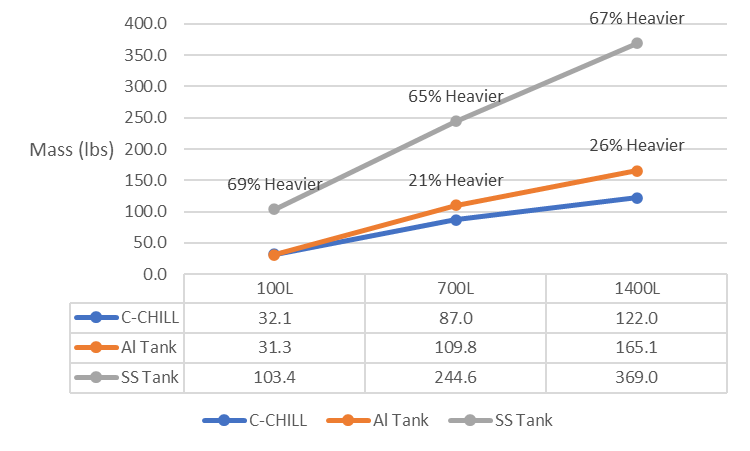 400.0
67% Heavier
350.0
300.0
65% Heavier
250.0
Mass (lbs)
200.0
26% Heavier
150.0
69% Heavier
21% Heavier
100.0
50.0
0.0
100L 700L 1400L
C-CHILL 32.1 87.0 122.0
Al Tank 31.3 109.8 165.1
SS Tank 103.4 244.6 369.0
C-CHILL Al Tank SS Tank